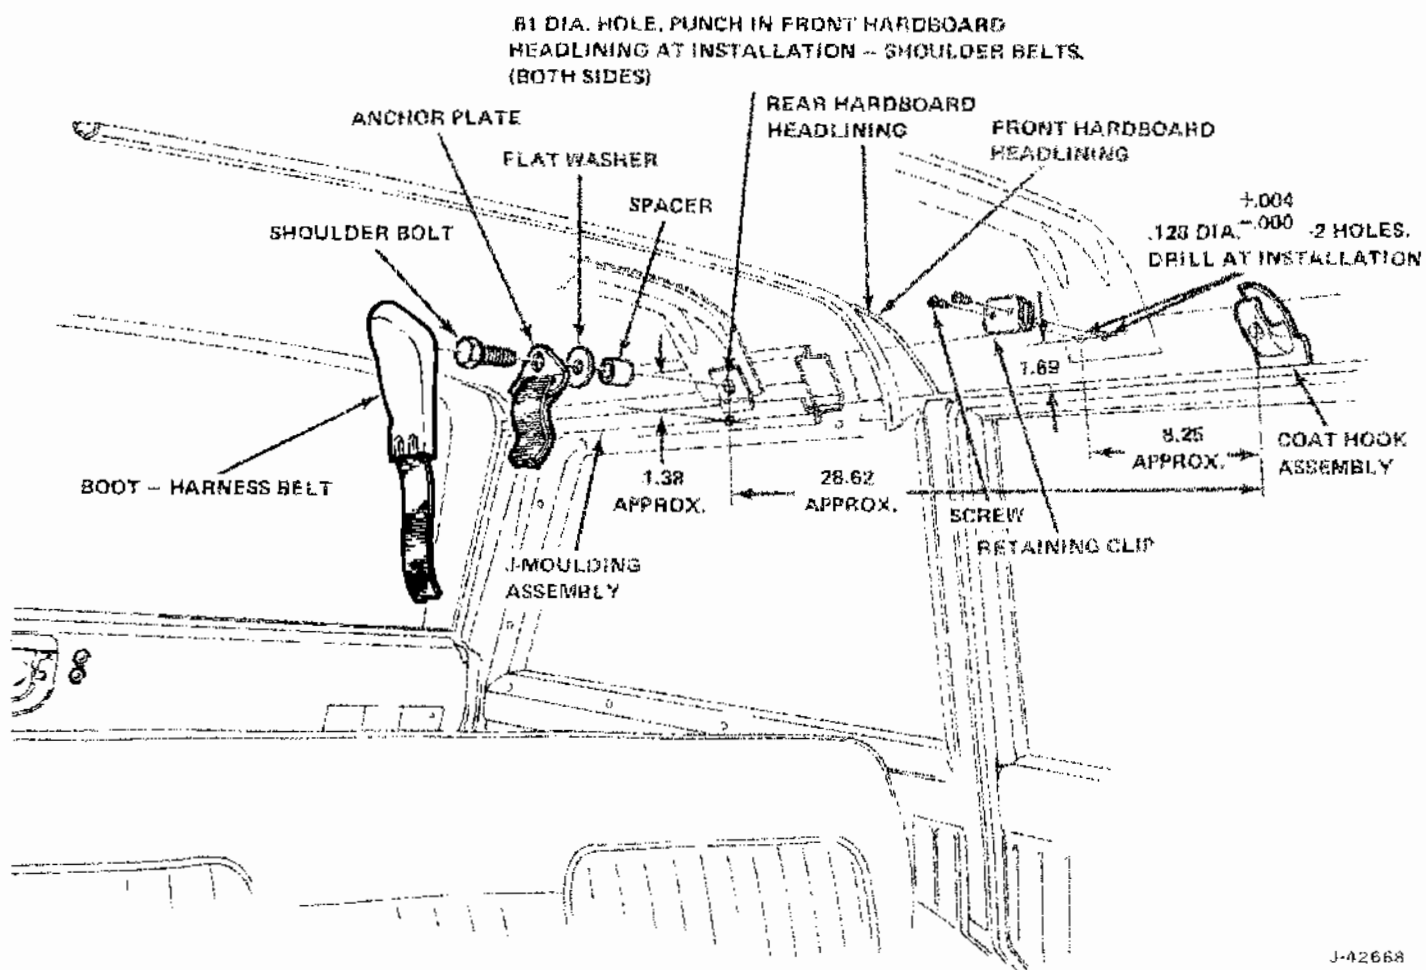 .81 DIA. HOLE, PUNCH IN FRONT HARDBOARD
HEADLINING AT INSTALLATION – SHOULDER BELTS.
(BOTH SIDES)
REAR HARDBOARD
HEADLINING
ANCHOR PLATE
FRONT HARDBOARD
HEADLINING
FLAT WASHER
SPACER
+.004
.128 DIA. –.000 -2 HOLES.
DRILL AT INSTALLATION
SHOULDER BOLT
1.69
8.25
APPROX.
COAT HOOK
ASSEMBLY
BOOT – HARNESS BELT
1.38
APPROX.
28.62
APPROX.
SCREW
RETAINING CLIP
J-MOULDING
ASSEMBLY
J-42668